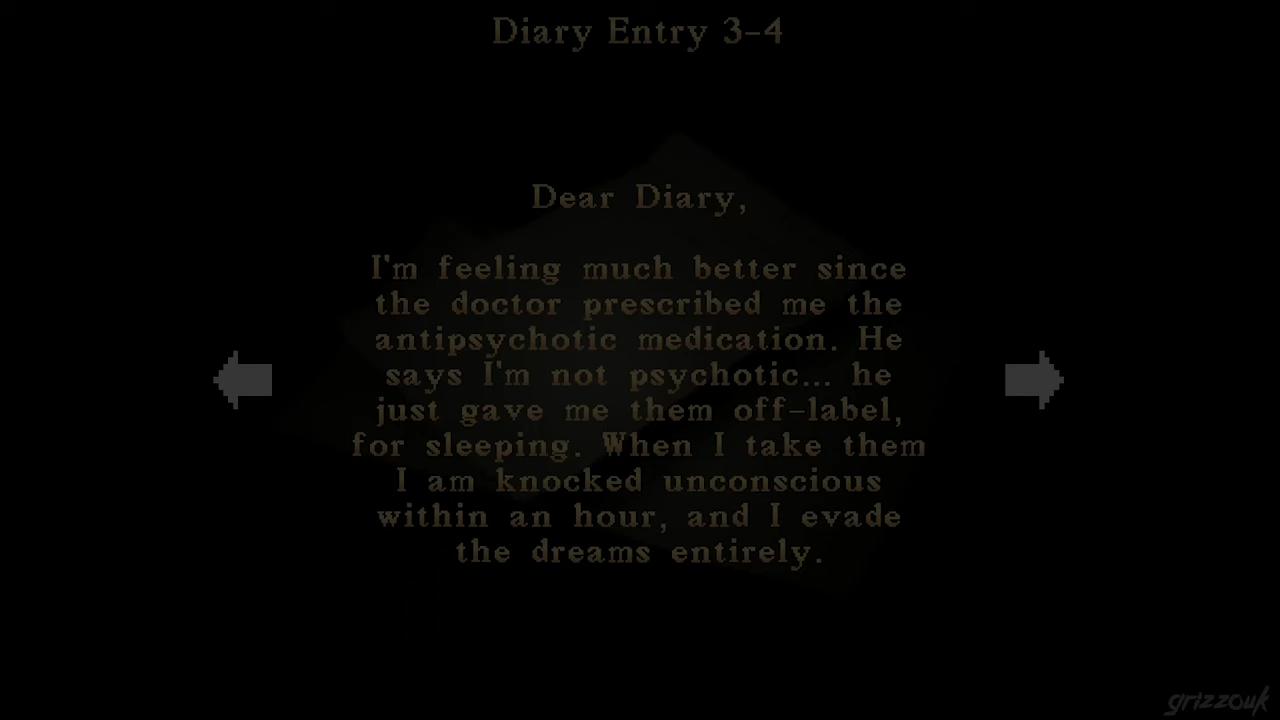 Diary Entry 3-4
Dear Diary,
I'm feeling much better since
the doctor prescribed me the
antipsychotic medication. He
says I'm not psychotic... he
just gave me them off-label,
for sleeping. When I take them
I am knocked unconscious
within an hour, and I evade
the dreams entirely.
grizzouk